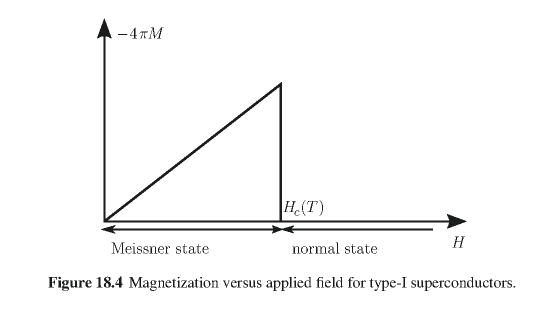 −4πM
H_c(T)
Meissner state normal state
H
Figure 18.4 Magnetization versus applied field for type-I superconductors.